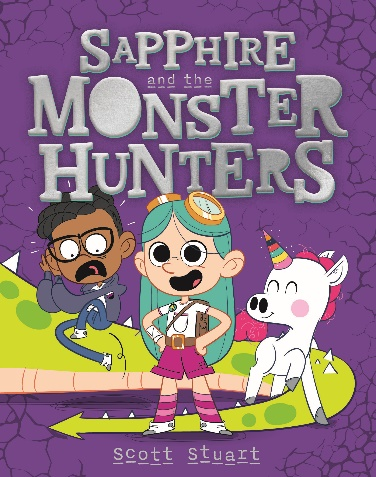 SAPPHIRE
and the
MONSTER
HUNTERS
Scott Stuart